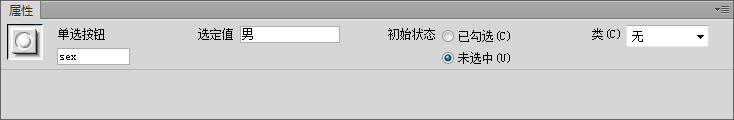 属性
单选按钮 选定值 男 初始状态 已勾选(C) 类(C) 无
sex 未选中(U)